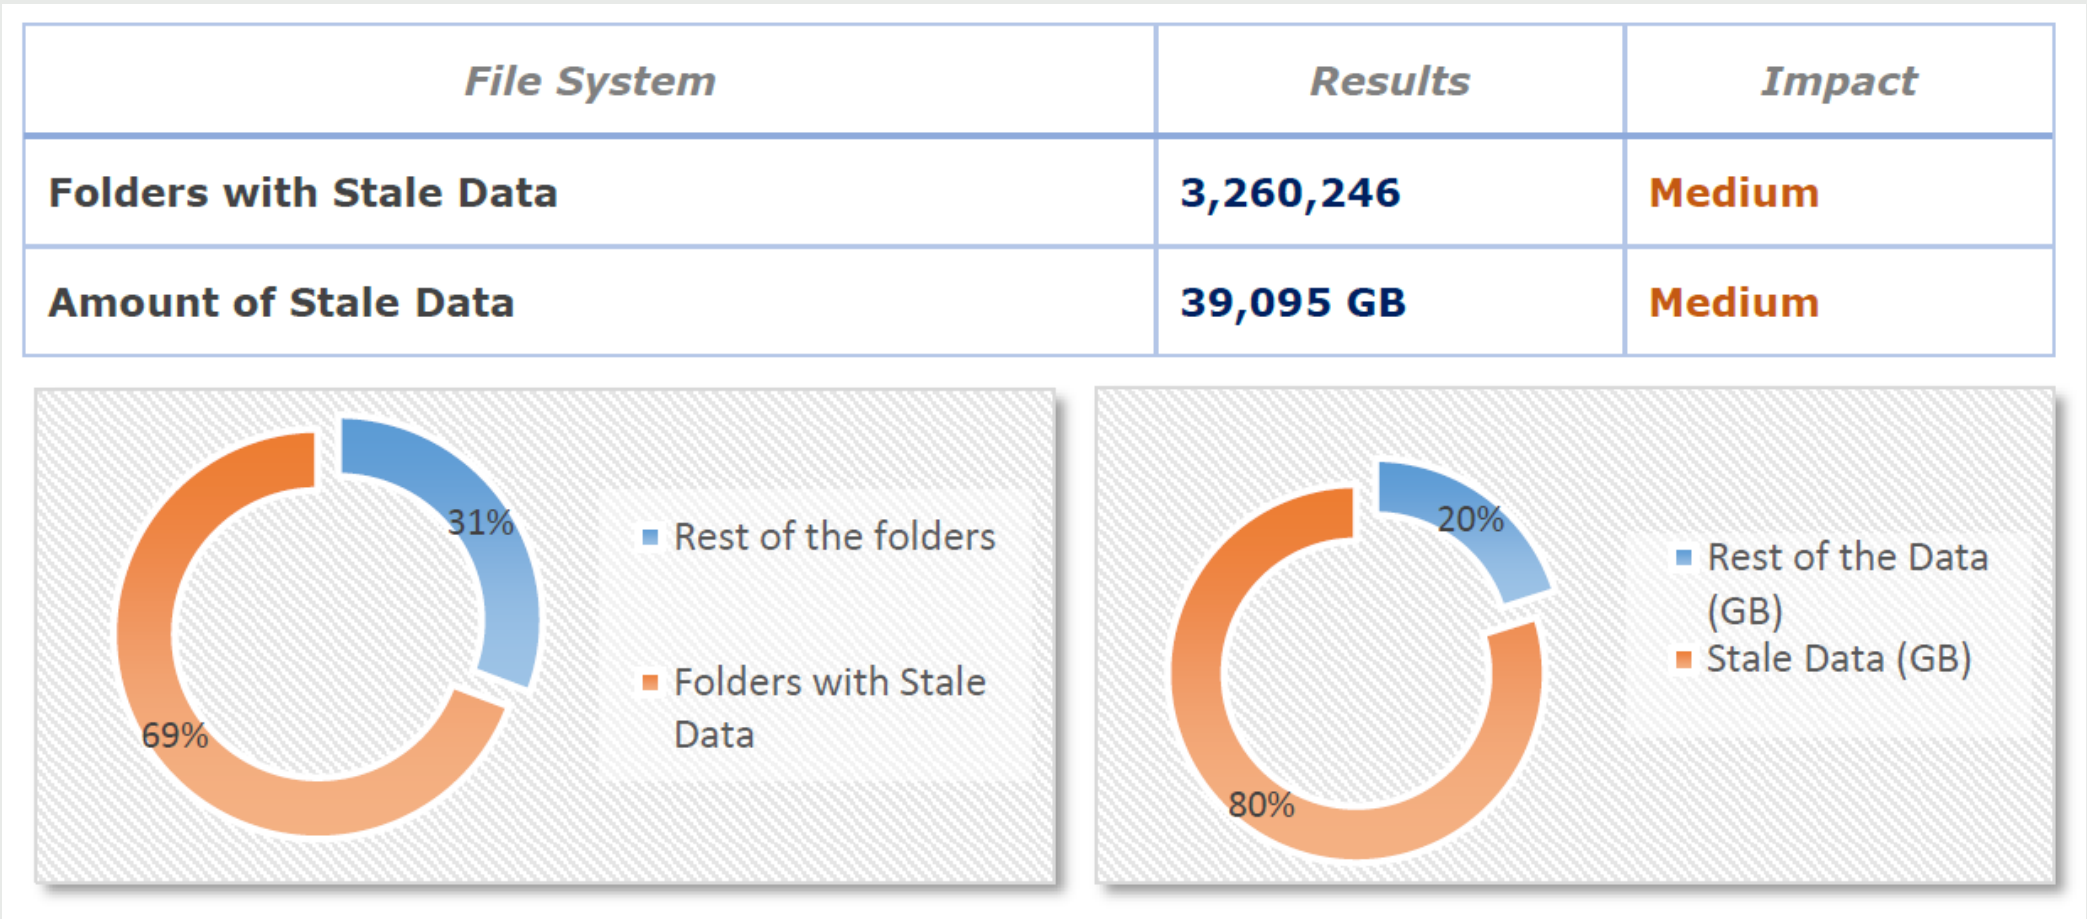 File System Results Impact
Folders with Stale Data 3,260,246 Medium
Amount of Stale Data 39,095 GB Medium
31%
69%
Rest of the folders
Folders with Stale
Data
20%
80%
Rest of the Data
(GB)
Stale Data (GB)